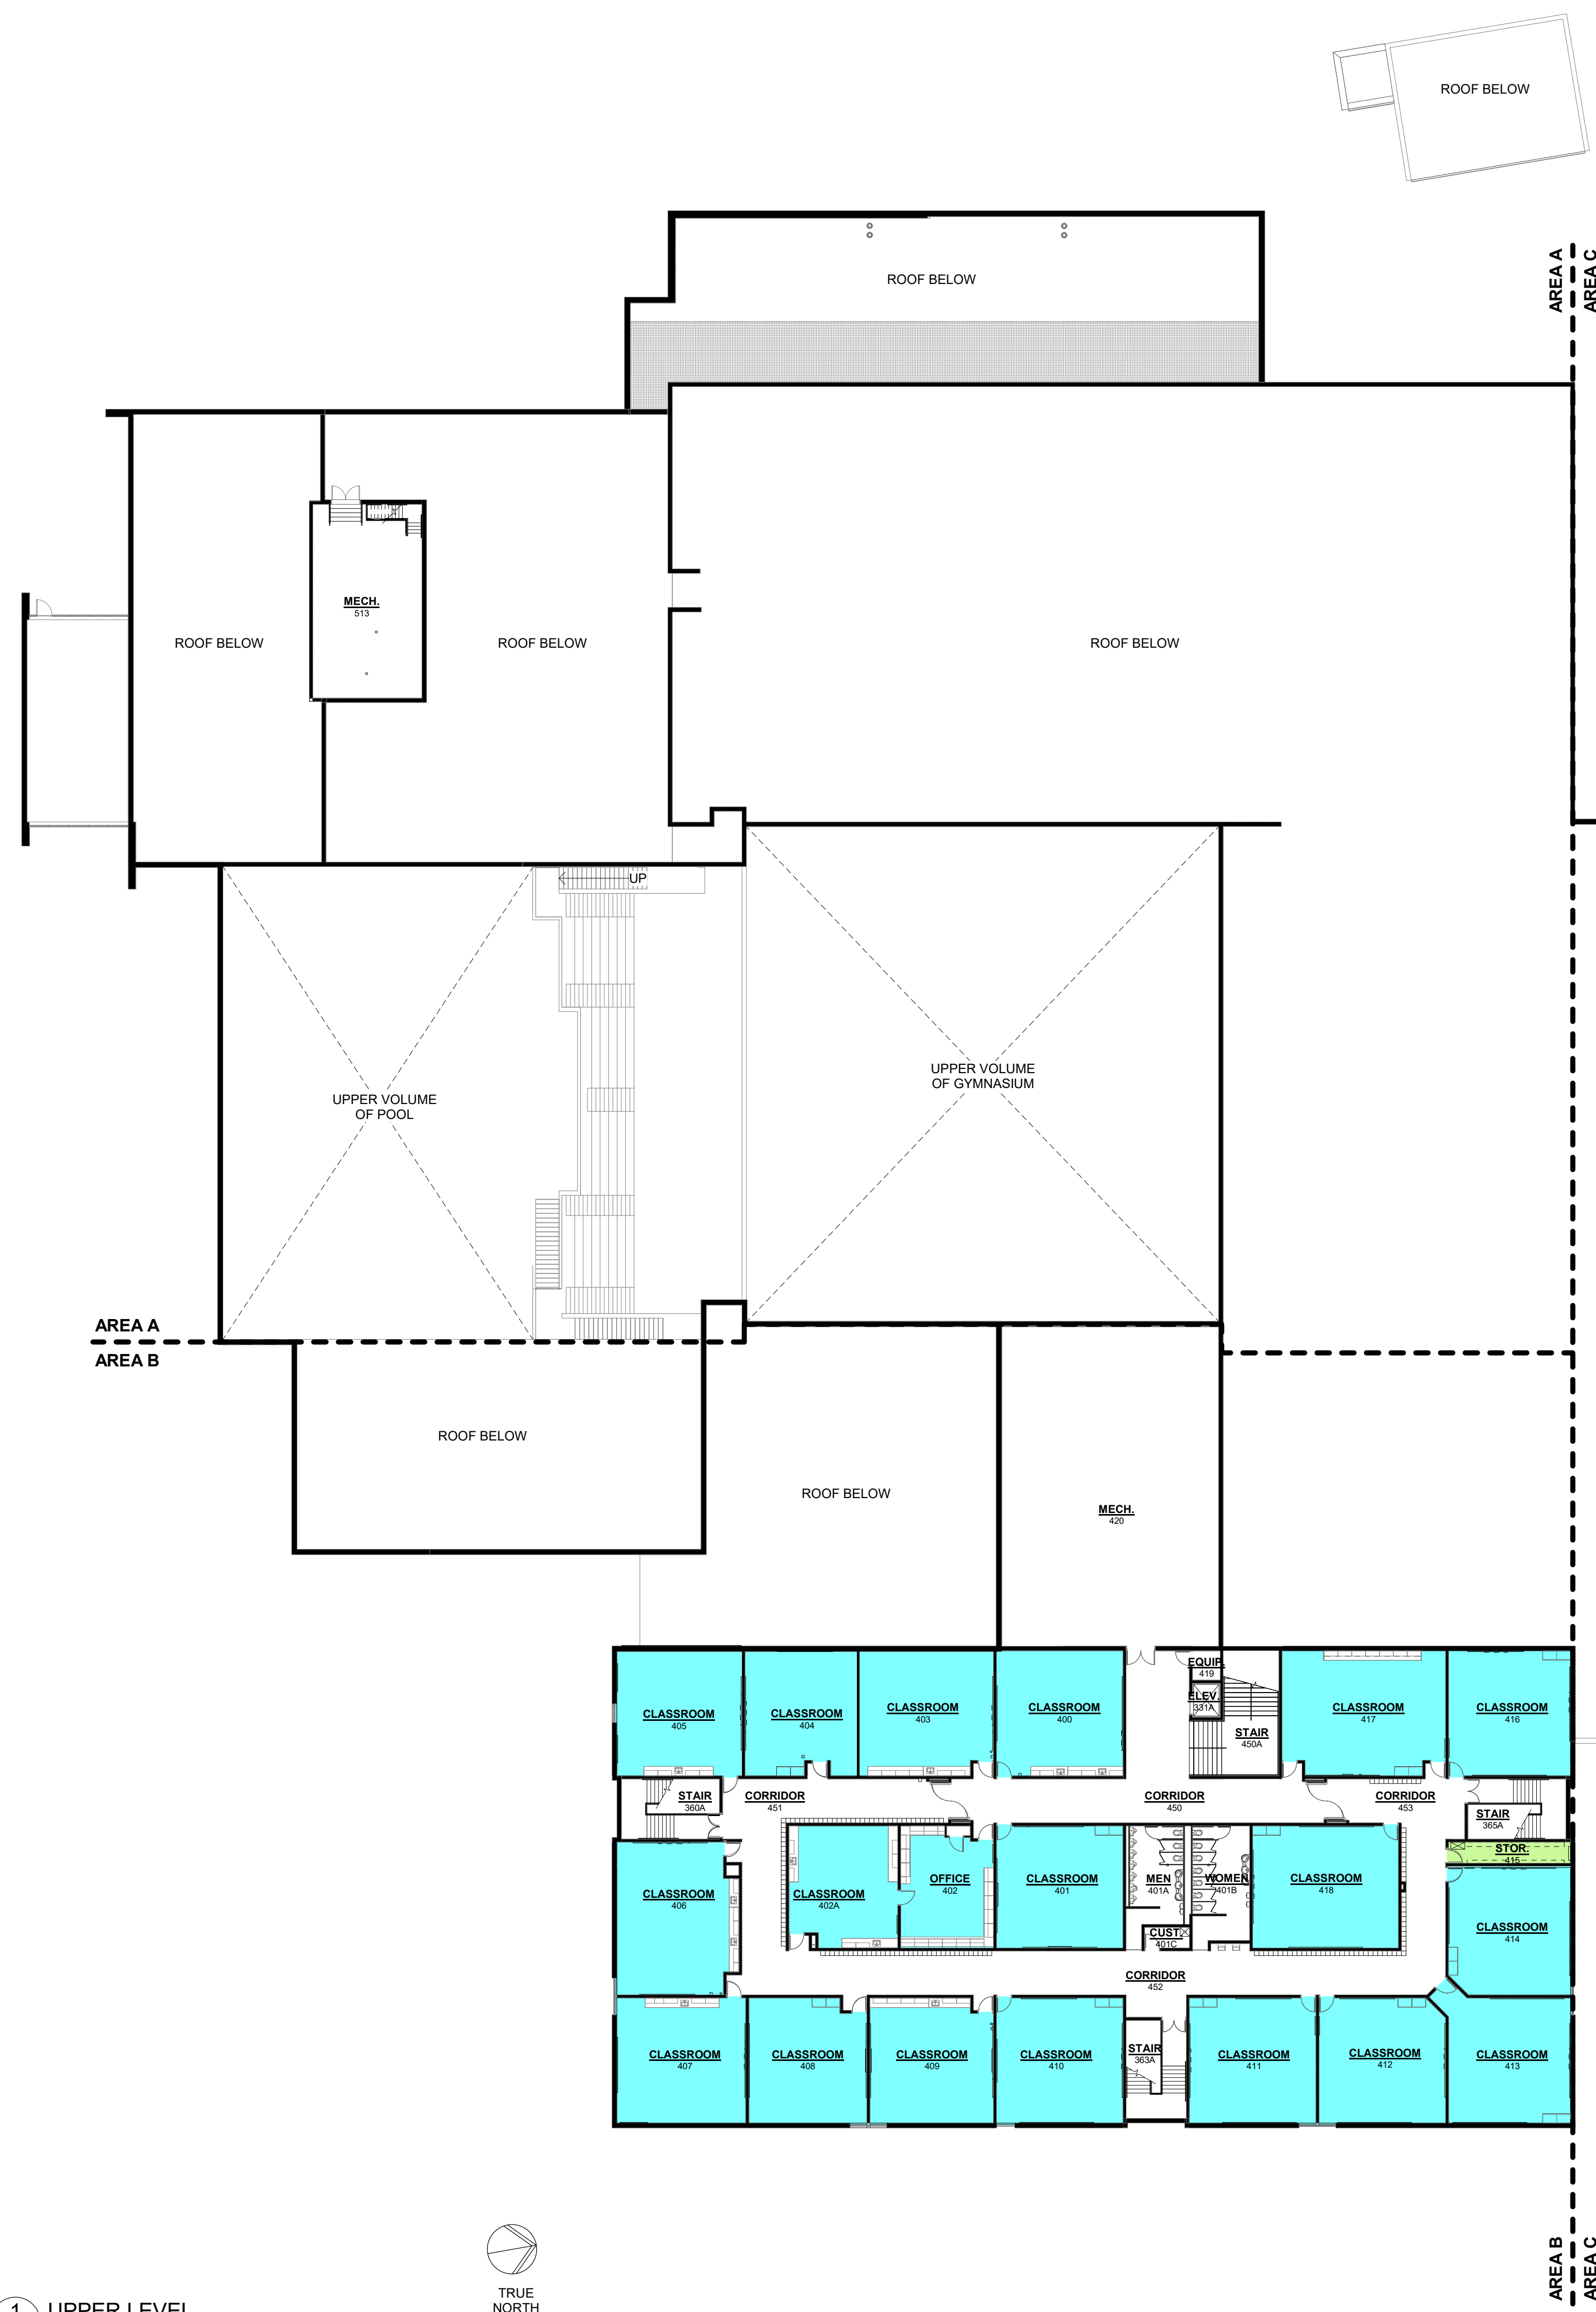 ROOF BELOW
AREA A
AREA C
ROOF BELOW
MECH.
513
ROOF BELOW
ROOF BELOW
ROOF BELOW
UP
UPPER VOLUME
OF GYMNASIUM
UPPER VOLUME
OF POOL
AREA A
AREA B
ROOF BELOW
ROOF BELOW
MECH.
420
EQUIP.
419
ELEV.
331A
CLASSROOM
405
CLASSROOM
404
CLASSROOM
403
CLASSROOM
400
STAIR
450A
CLASSROOM
417
CLASSROOM
416
STAIR
360A
CORRIDOR
451
CORRIDOR
450
CORRIDOR
453
STAIR
365A
STOR.
415
CLASSROOM
406
CLASSROOM
402A
OFFICE
402
CLASSROOM
401
MEN
401A
WOMEN
401B
CLASSROOM
418
CUST.
401C
CLASSROOM
414
CORRIDOR
452
CLASSROOM
407
CLASSROOM
408
CLASSROOM
409
CLASSROOM
410
STAIR
363A
CLASSROOM
411
CLASSROOM
412
CLASSROOM
413
AREA B
AREA C
TRUE
NORTH
1 UPPER LEVEL